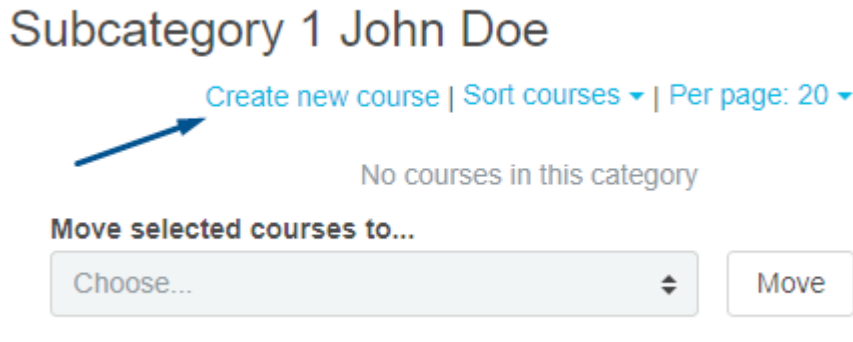 Subcategory 1 John Doe
Create new course | Sort courses | Per page: 20
No courses in this category
Move selected courses to...
Choose... Move